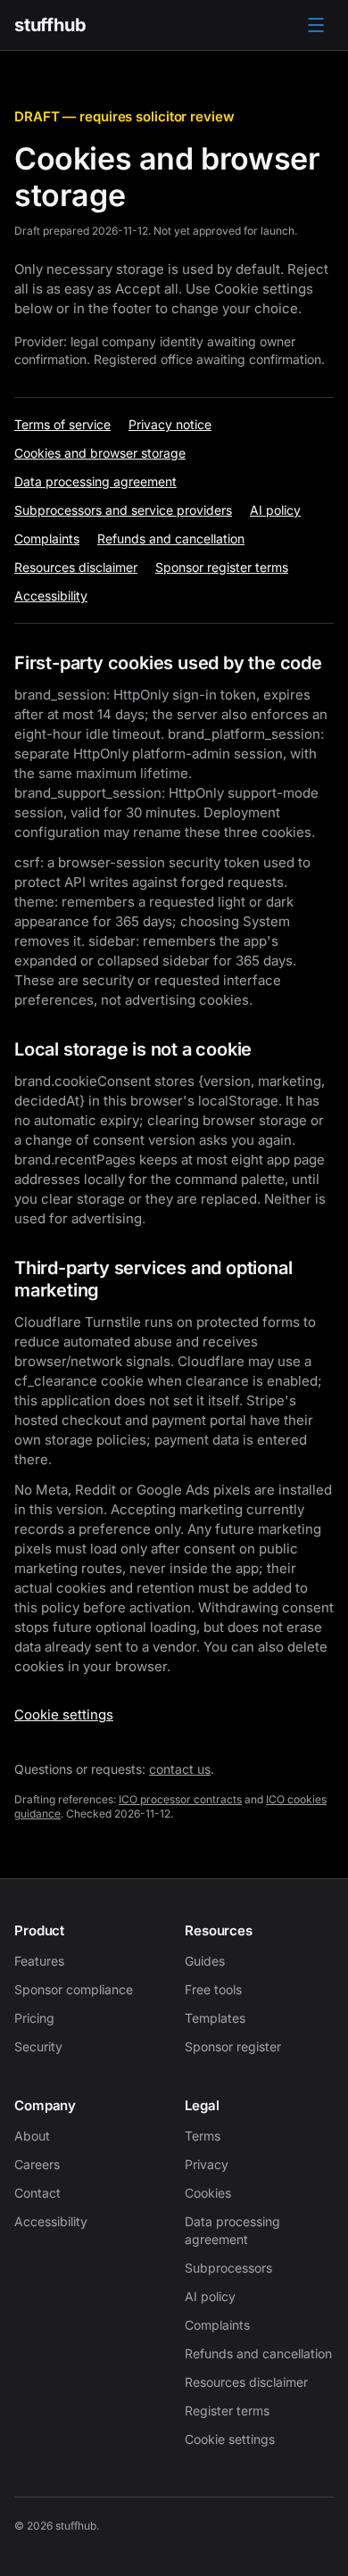 stuffhub
DRAFT — requires solicitor review
Cookies and browser
storage
Draft prepared 2026-11-12. Not yet approved for launch.
Only necessary storage is used by default. Reject
all is as easy as Accept all. Use Cookie settings
below or in the footer to change your choice.
Provider: legal company identity awaiting owner
confirmation. Registered office awaiting confirmation.
Terms of service Privacy notice
Cookies and browser storage
Data processing agreement
Subprocessors and service providers AI policy
Complaints Refunds and cancellation
Resources disclaimer Sponsor register terms
Accessibility
First-party cookies used by the code
brand_session: HttpOnly sign-in token, expires
after at most 14 days; the server also enforces an
eight-hour idle timeout. brand_platform_session:
separate HttpOnly platform-admin session, with
the same maximum lifetime.
brand_support_session: HttpOnly support-mode
session, valid for 30 minutes. Deployment
configuration may rename these three cookies.
csrf: a browser-session security token used to
protect API writes against forged requests.
theme: remembers a requested light or dark
appearance for 365 days; choosing System
removes it. sidebar: remembers the app's
expanded or collapsed sidebar for 365 days.
These are security or requested interface
preferences, not advertising cookies.
Local storage is not a cookie
brand.cookieConsent stores {version, marketing,
decidedAt} in this browser's localStorage. It has
no automatic expiry; clearing browser storage or
a change of consent version asks you again.
brand.recentPages keeps at most eight app page
addresses locally for the command palette, until
you clear storage or they are replaced. Neither is
used for advertising.
Third-party services and optional
marketing
Cloudflare Turnstile runs on protected forms to
reduce automated abuse and receives
browser/network signals. Cloudflare may use a
cf_clearance cookie when clearance is enabled;
this application does not set it itself. Stripe's
hosted checkout and payment portal have their
own storage policies; payment data is entered
there.
No Meta, Reddit or Google Ads pixels are installed
in this version. Accepting marketing currently
records a preference only. Any future marketing
pixels must load only after consent on public
marketing routes, never inside the app; their
actual cookies and retention must be added to
this policy before activation. Withdrawing consent
stops future optional loading, but does not erase
data already sent to a vendor. You can also delete
cookies in your browser.
Cookie settings
Questions or requests: contact us.
Drafting references: ICO processor contracts and ICO cookies
guidance. Checked 2026-11-12.
Product
Features
Sponsor compliance
Pricing
Security
Resources
Guides
Free tools
Templates
Sponsor register
Company
About
Careers
Contact
Accessibility
Legal
Terms
Privacy
Cookies
Data processing
agreement
Subprocessors
AI policy
Complaints
Refunds and cancellation
Resources disclaimer
Register terms
Cookie settings
© 2026 stuffhub.